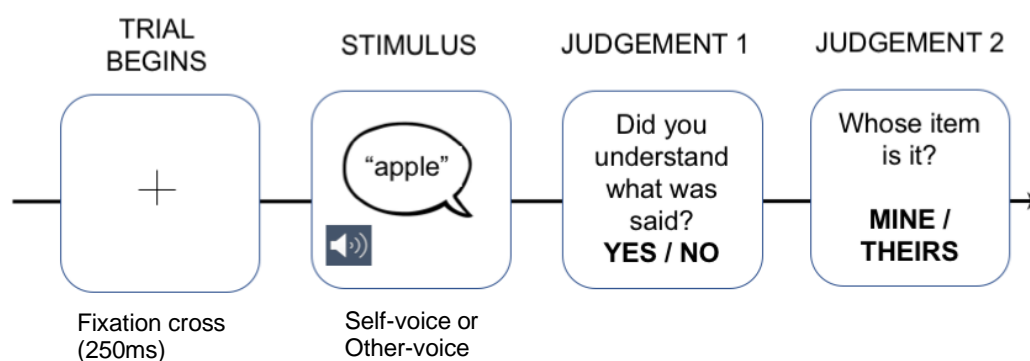 TRIAL
BEGINS
STIMULUS
JUDGEMENT 1
JUDGEMENT 2
“apple”
Did you
understand
what was
said?
YES / NO
Whose item
is it?
MINE /
THEIRS
Fixation cross
(250ms)
Self-voice or
Other-voice